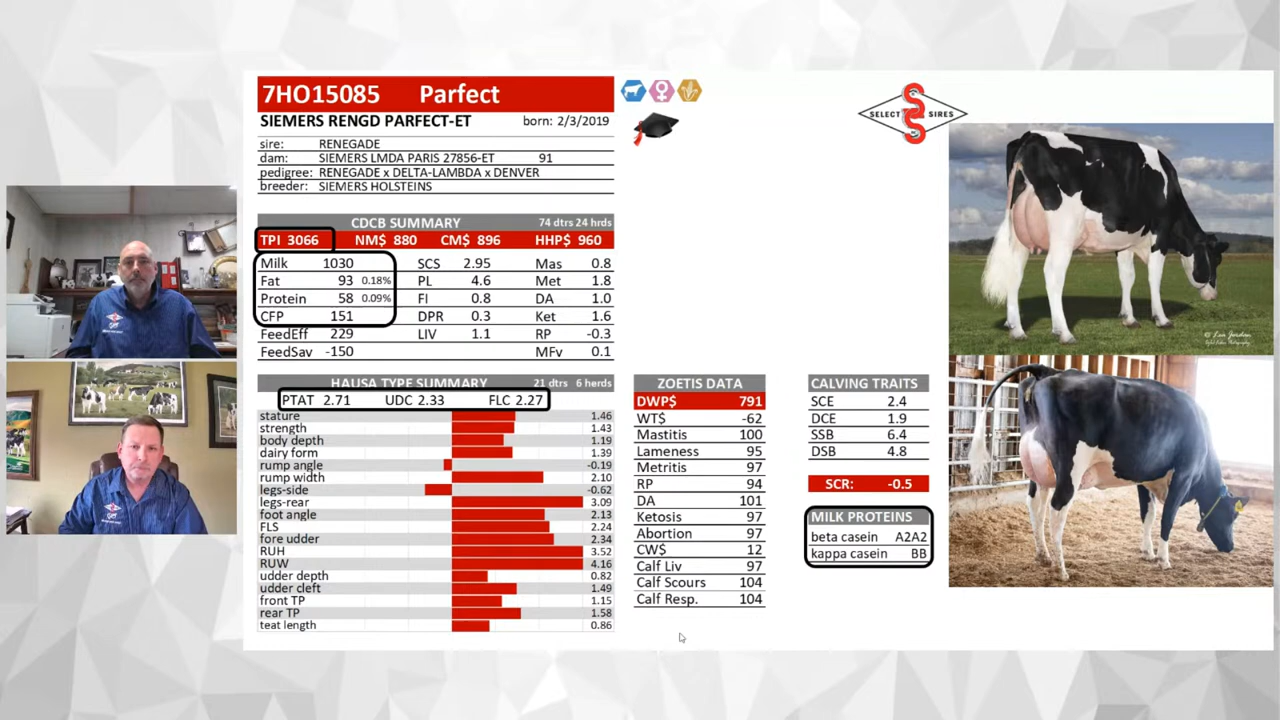 7HO15085 Parfect
SIEMERS RENGD PARFECT-ET born: 2/3/2019
sire: RENEGADE
dam: SIEMERS LMDA PARIS 27856-ET 91
pedigree: RENEGADE x DELTA-LAMBDA x DENVER
breeder: SIEMERS HOLSTEINS
CDCB SUMMARY 74 dtrs 24 hrds
TPI 3066 NM$ 880 CM$ 896 HHP$ 960
Milk 1030 SCS 2.95 Mas 0.8
Fat 93 0.18% PL 4.6 Met 1.8
Protein 58 0.09% FI 0.8 DA 1.0
CFP 151 DPR 0.3 Ket 1.6
FeedEff 229 LIV 1.1 RP -0.3
FeedSav -150 MFv 0.1
HAUSA TYPE SUMMARY 21 dtrs 6 herds
PTAT 2.71 UDC 2.33 FLC 2.27
stature 1.46
strength 1.43
body depth 1.19
dairy form 1.39
rump angle -0.19
rump width 2.10
legs-side -0.62
legs-rear 3.09
foot angle 2.13
FLS 2.24
fore udder 2.34
RUH 3.52
RUW 4.16
udder depth 0.82
udder cleft 1.49
front TP 1.15
rear TP 1.58
teat length 0.86
ZOETIS DATA
DWP$ 791
WT$ -62
Mastitis 100
Lameness 95
Metritis 97
RP 94
DA 101
Ketosis 97
Abortion 97
CW$ 12
Calf Liv 97
Calf Scours 104
Calf Resp. 104
CALVING TRAITS
SCE 2.4
DCE 1.9
SSB 6.4
DSB 4.8
SCR: -0.5
MILK PROTEINS
beta casein A2A2
kappa casein BB
SELECT SIRES